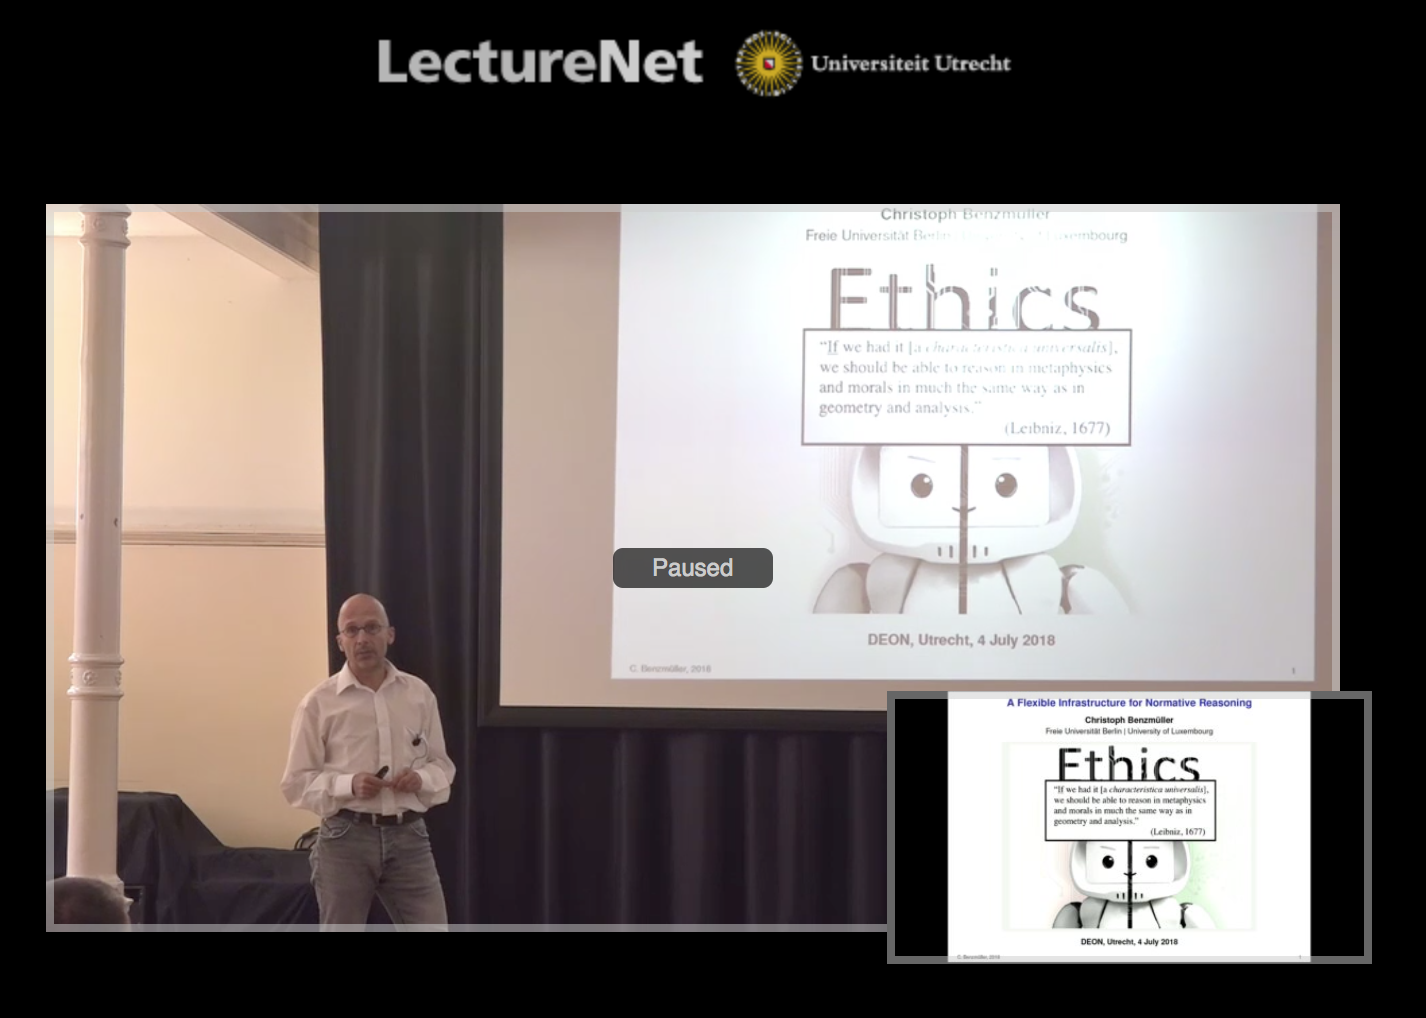 LectureNet
Universiteit Utrecht
Christoph Benzmüller
Freie Universität Berlin Luxembourg
Ethics
"If we had it [a characteristica universalis],
we should be able to reason in metaphysics
and morals in much the same way as in
geometry and analysis."
(Leibniz, 1677)
Paused
DEON, Utrecht, 4 July 2018
C. Benzmüller, 2018
1
A Flexible Infrastructure for Normative Reasoning
Christoph Benzmüller
Freie Universität Berlin | University of Luxembourg
Ethics
"If we had it [a characteristica universalis],
we should be able to reason in metaphysics
and morals in much the same way as in
geometry and analysis."
(Leibniz, 1677)
DEON, Utrecht, 4 July 2018
C. Benzmüller, 2018
1